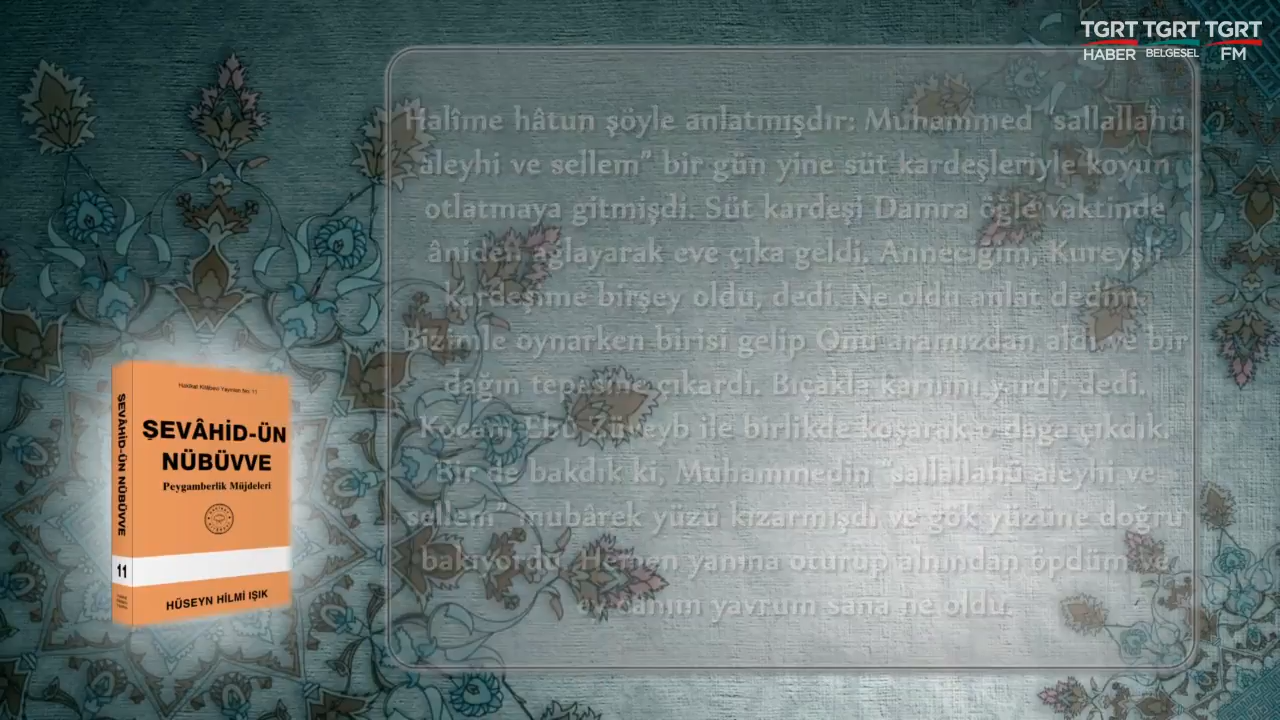 TGRT TGRT TGRT
HABER BELGESEL FM
Halîme hâtun şöyle anlatmışdır: Muhammed "sallallahü
aleyhi ve sellem" bir gün yine süt kardeşleriyle koyun
otlatmaya gitmişdi. Süt kardeşi Damra öğle vaktinde
âniden ağlayarak eve çıka geldi. Anneciğim, Kureyşli
kardeşime birşey oldu, dedi. Ne oldu anlat dedim.
Bizimle oynarken birisi gelip Onu aramızdan aldı ve bir
dağın tepesine çıkardı. Bıçakla yardı, dedi.
Kocam Ebû Züveyb ile birlikde koşarak o dağa çıkdık.
Bir de bakdık ki, Muhammedin "sallallahü aleyhi ve
sellem" mubârek yüzü kızarmışdı ve gök yüzüne doğru
bakıyordu. Hemen yanına oturup alnından öpdüm ve,
ey canım yavrum sana ne oldu.
Hakîkat Kitâbevi Yayınları No: 11
ŞEVÂHİD-ÜN
NÜBÜVVE
Peygamberlik Müjdeleri
HÜSEYN HİLMİ IŞIK
ŞEVÂHİD-ÜN NÜBÜVVE
11